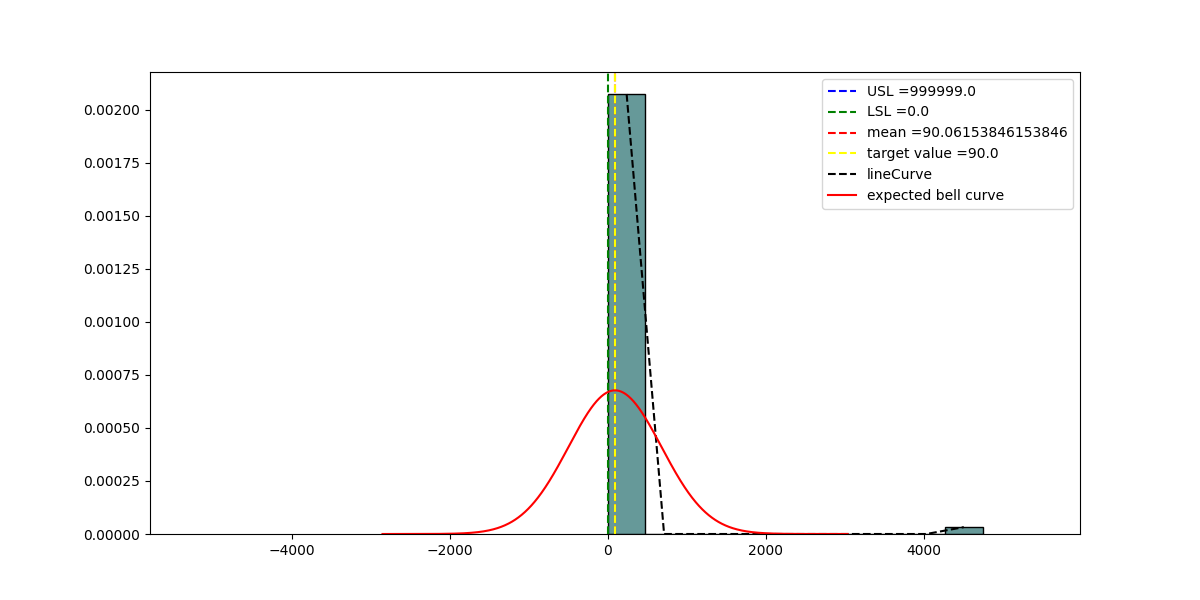 USL =999999.0
LSL =0.0
mean =90.06153846153846
target value =90.0
lineCurve
expected bell curve
0.00200
0.00175
0.00150
0.00125
0.00100
0.00075
0.00050
0.00025
0.00000
−4000 −2000 0 2000 4000